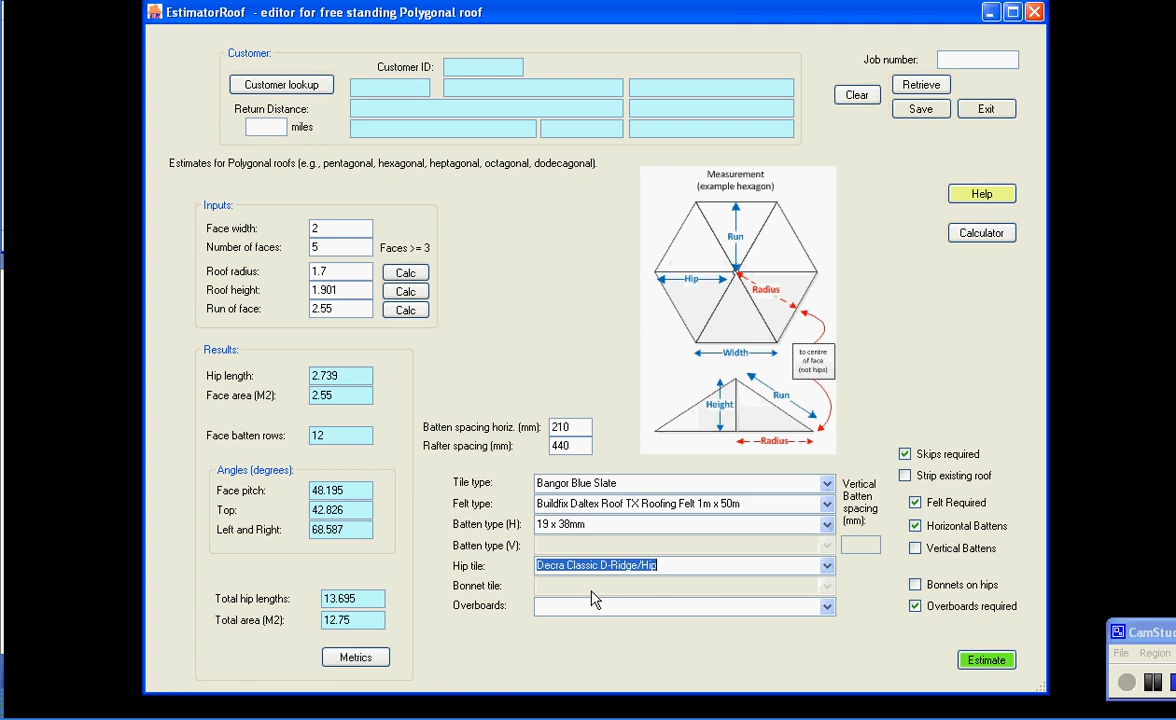 EstimatorRoof - editor for free standing Polygonal roof
Customer:
Customer ID:
Job number:
Customer lookup
Retrieve
Clear
Return Distance:
Save
Exit
miles
Estimates for Polygonal roofs (e.g., pentagonal, hexagonal, heptagonal, octagonal, dodecagonal).
Measurement
(example hexagon)
Help
Inputs:
Face width: 2
Run
Calculator
Number of faces: 5 Faces >= 3
Roof radius: 1.7 Calc
Hip
Roof height: 1.901 Calc
Radius
Run of face: 2.55 Calc
Width
to centre
of face
(not hips)
Results:
Hip length: 2.739
Face area (M2): 2.55
Height
Run
Radius
Face batten rows: 12
Batten spacing horiz. (mm): 210
Rafter spacing (mm): 440
Skips required
Strip existing roof
Angles (degrees):
Face pitch: 48.195
Top: 42.826
Left and Right: 68.587
Tile type: Bangor Blue Slate
Vertical
Batten
spacing
(mm):
Felt type: Buildfix Daltex Roof TX Roofing Felt 1m x 50m
Felt Required
Batten type (H): 19 x 38mm
Horizontal Battens
Batten type (V):
Vertical Battens
Hip tile: Decra Classic D-Ridge/Hip
Bonnet tile:
Bonnets on hips
Overboards:
Overboards required
Total hip lengths: 13.695
Total area (M2): 12.75
Metrics
Estimate
CamStud
File Region